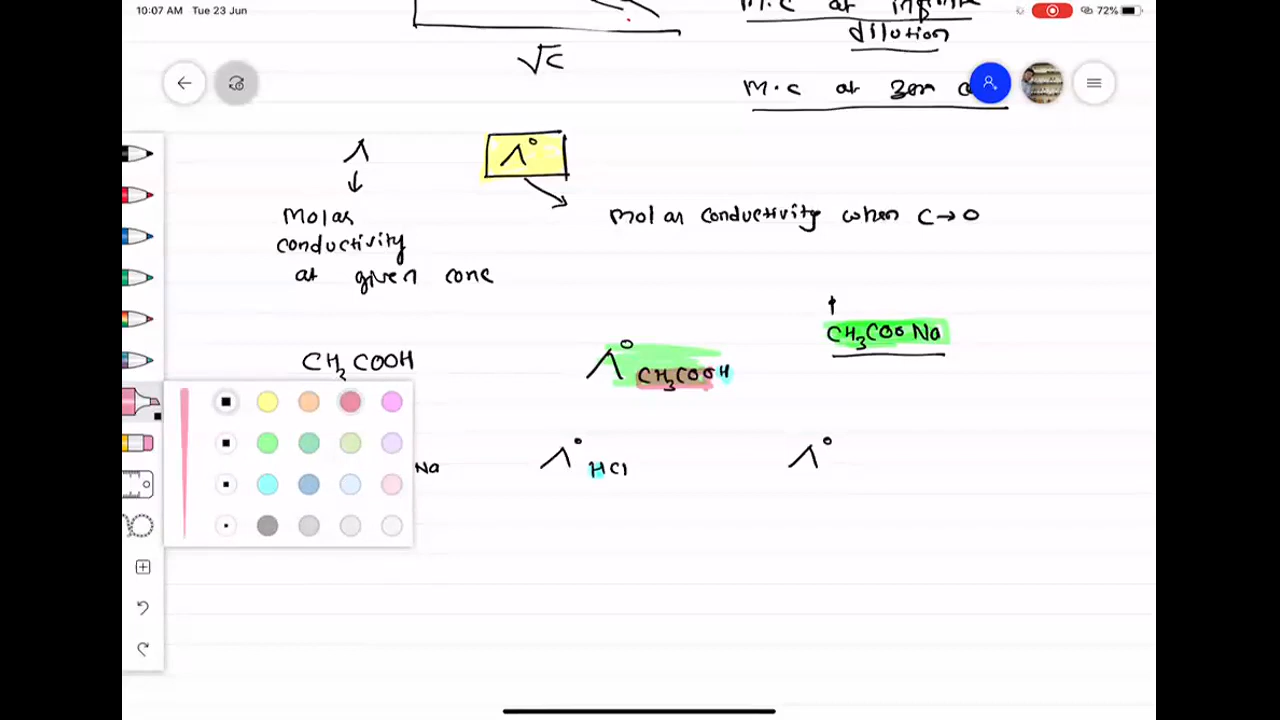 10:07 AM Tue 23 Jun
72%
M.C at infinite
dilution
√C
M.C at zero
Λ
Λ°
Molar
conductivity
at given conc
Molar conductivity when C→0
CH3COONa
CH3COOH
Λ° CH3COOH
Na
Λ° HCl
Λ°